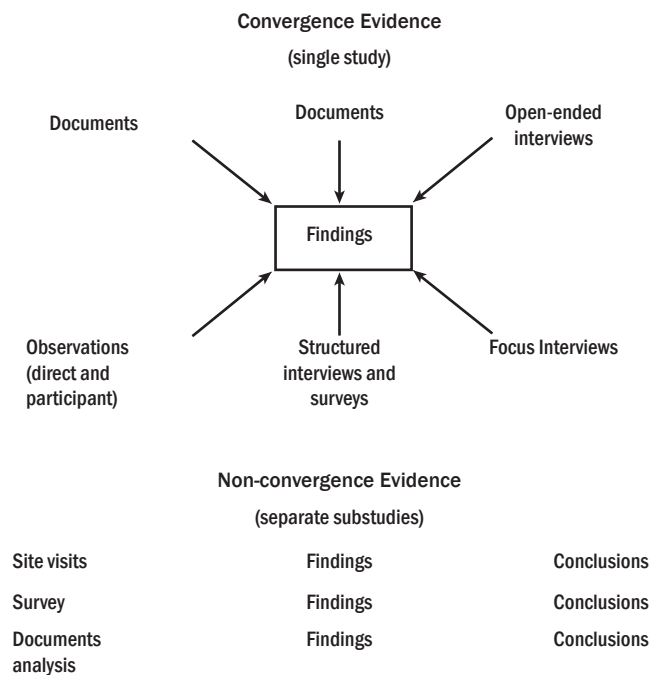 Convergence Evidence
(single study)
Documents
Documents
Open-ended
interviews
Findings
Observations
(direct and
participant)
Structured
interviews and
surveys
Focus Interviews
Non-convergence Evidence
(separate substudies)
Site visits Findings Conclusions
Survey Findings Conclusions
Documents Findings Conclusions
analysis